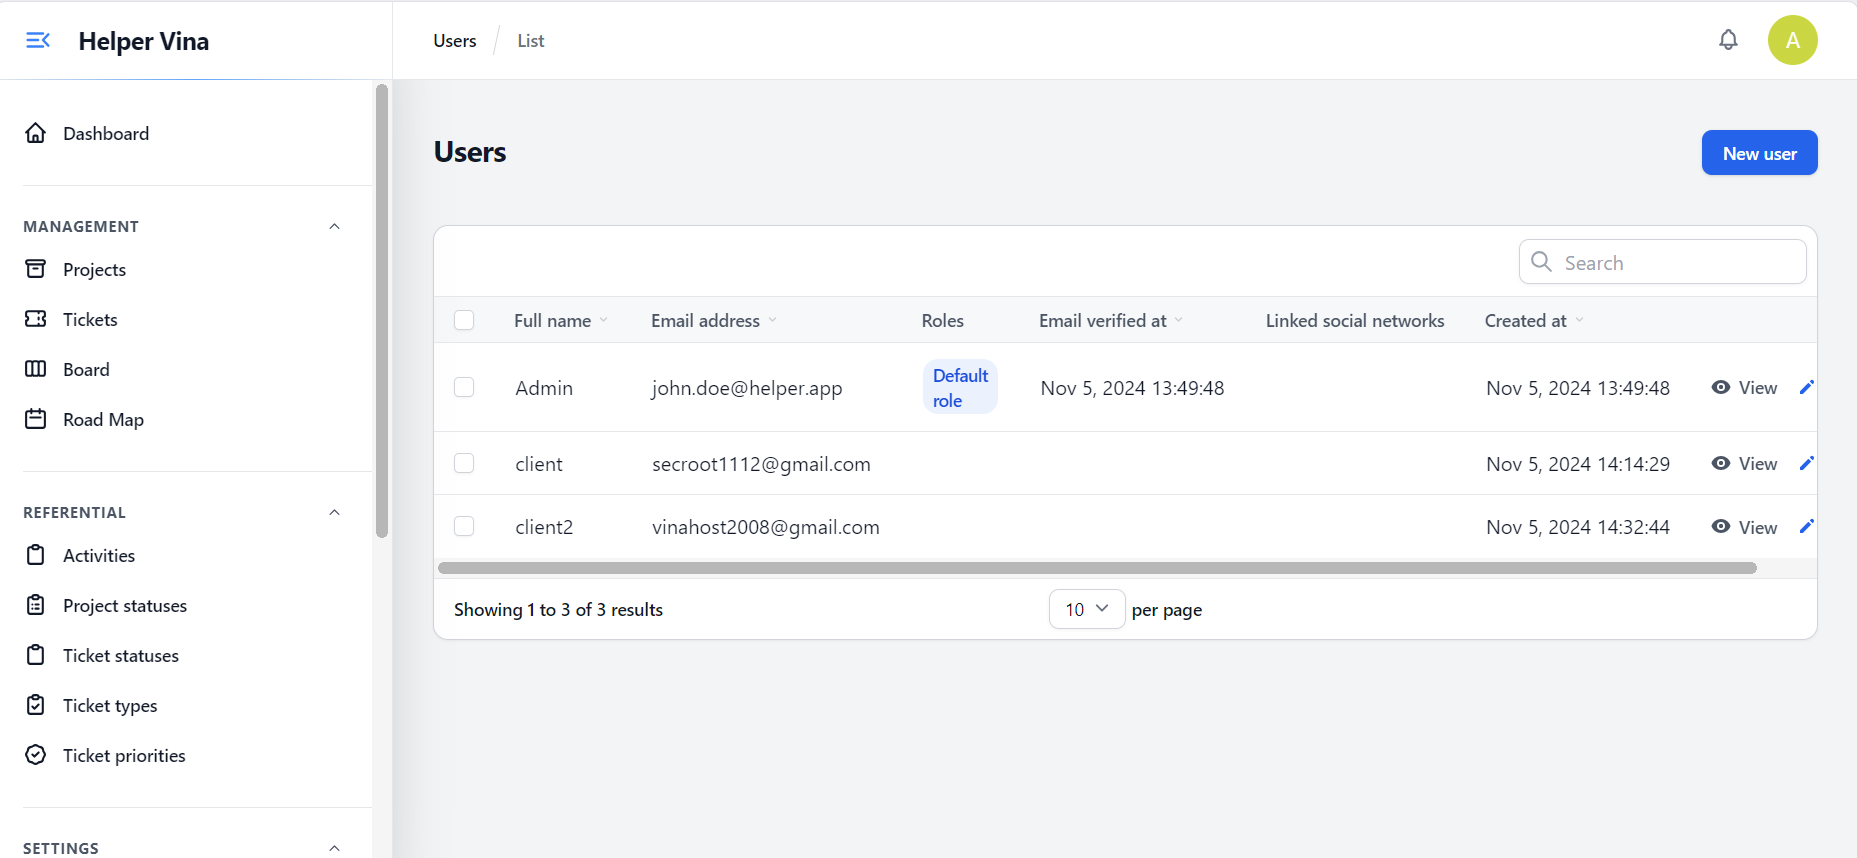 Helper Vina
Users
List
A
Dashboard
MANAGEMENT
Projects
Tickets
Board
Road Map
REFERENTIAL
Activities
Project statuses
Ticket statuses
Ticket types
Ticket priorities
SETTINGS
Users
New user
Search
Full name Email address Roles Email verified at Linked social networks Created at
Admin john.doe@helper.app Default role Nov 5, 2024 13:49:48 Nov 5, 2024 13:49:48 View
client secroot1112@gmail.com Nov 5, 2024 14:14:29 View
client2 vinahost2008@gmail.com Nov 5, 2024 14:32:44 View
Showing 1 to 3 of 3 results 10 per page